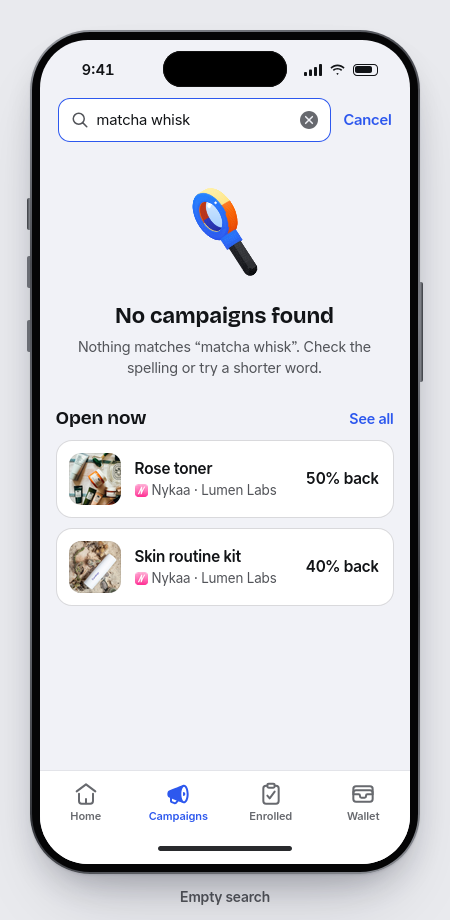 9:41
matcha whisk
Cancel
No campaigns found
Nothing matches “matcha whisk”. Check the
spelling or try a shorter word.
Open now
See all
Rose toner
Nykaa · Lumen Labs
50% back
Skin routine kit
Nykaa · Lumen Labs
40% back
Home
Campaigns
Enrolled
Wallet
Empty search